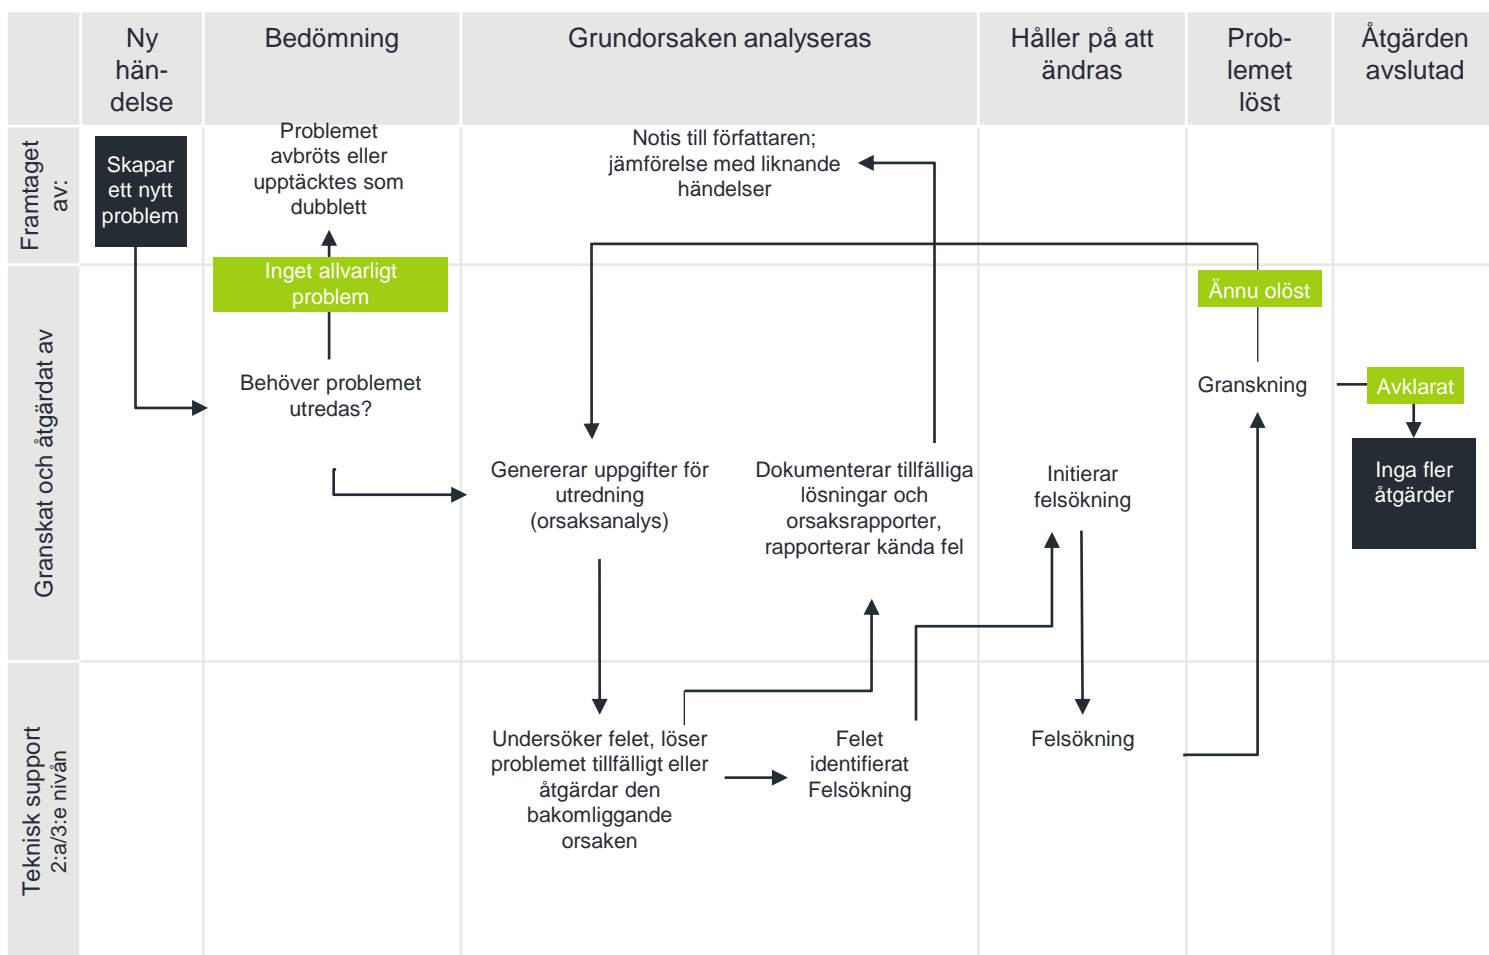 Ny
hän-
delse
Bedömning
Grundorsaken analyseras
Håller på att
ändras
Prob-
lemet
löst
Åtgärden
avslutad
Framtaget
av:
Skapar
ett nytt
problem
Problemet
avbröts eller
upptäcktes som
dubblett
Notis till författaren;
jämförelse med liknande
händelser
Inget allvarligt
problem
Ännu olöst
Granskat och åtgärdat av
Behöver problemet
utredas?
Granskning
Avklarat
Genererar uppgifter för
utredning
(orsaksanalys)
Dokumenterar tillfälliga
lösningar och
orsaksrapporter,
rapporterar kända fel
Initierar
felsökning
Inga fler
åtgärder
Teknisk support
2:a/3:e nivån
Undersöker felet, löser
problemet tillfälligt eller
åtgärdar den
bakomliggande
orsaken
Felet
identifierat
Felsökning
Felsökning